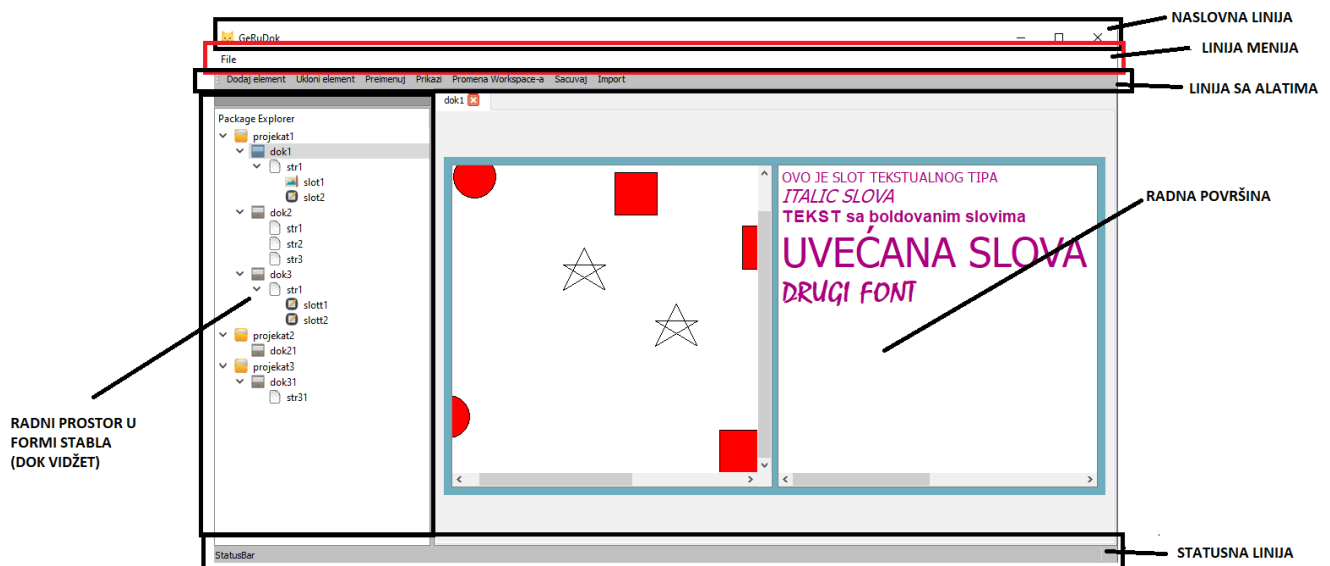 NASLOVNA LINIJA
GeRuDok
LINIJA MENIJA
File
Dodaj element Ukloni element Preimenuj Prikazi Promena Workspace-a Sacuvaj Import
LINIJA SA ALATIMA
dok1
Package Explorer
projekat1
dok1
str1
slot1
slot2
dok2
str1
str2
str3
dok3
str1
slott1
slott2
projekat2
dok21
projekat3
dok31
str31
OVO JE SLOT TEKSTUALNOG TIPA
ITALIC SLOVA
TEKST sa boldovanim slovima
UVEĆANA SLOVA
DRUGI FONT
RADNA POVRŠINA
RADNI PROSTOR U
FORMI STABLA
(DOK VIDŽET)
StatusBar
STATUSNA LINIJA